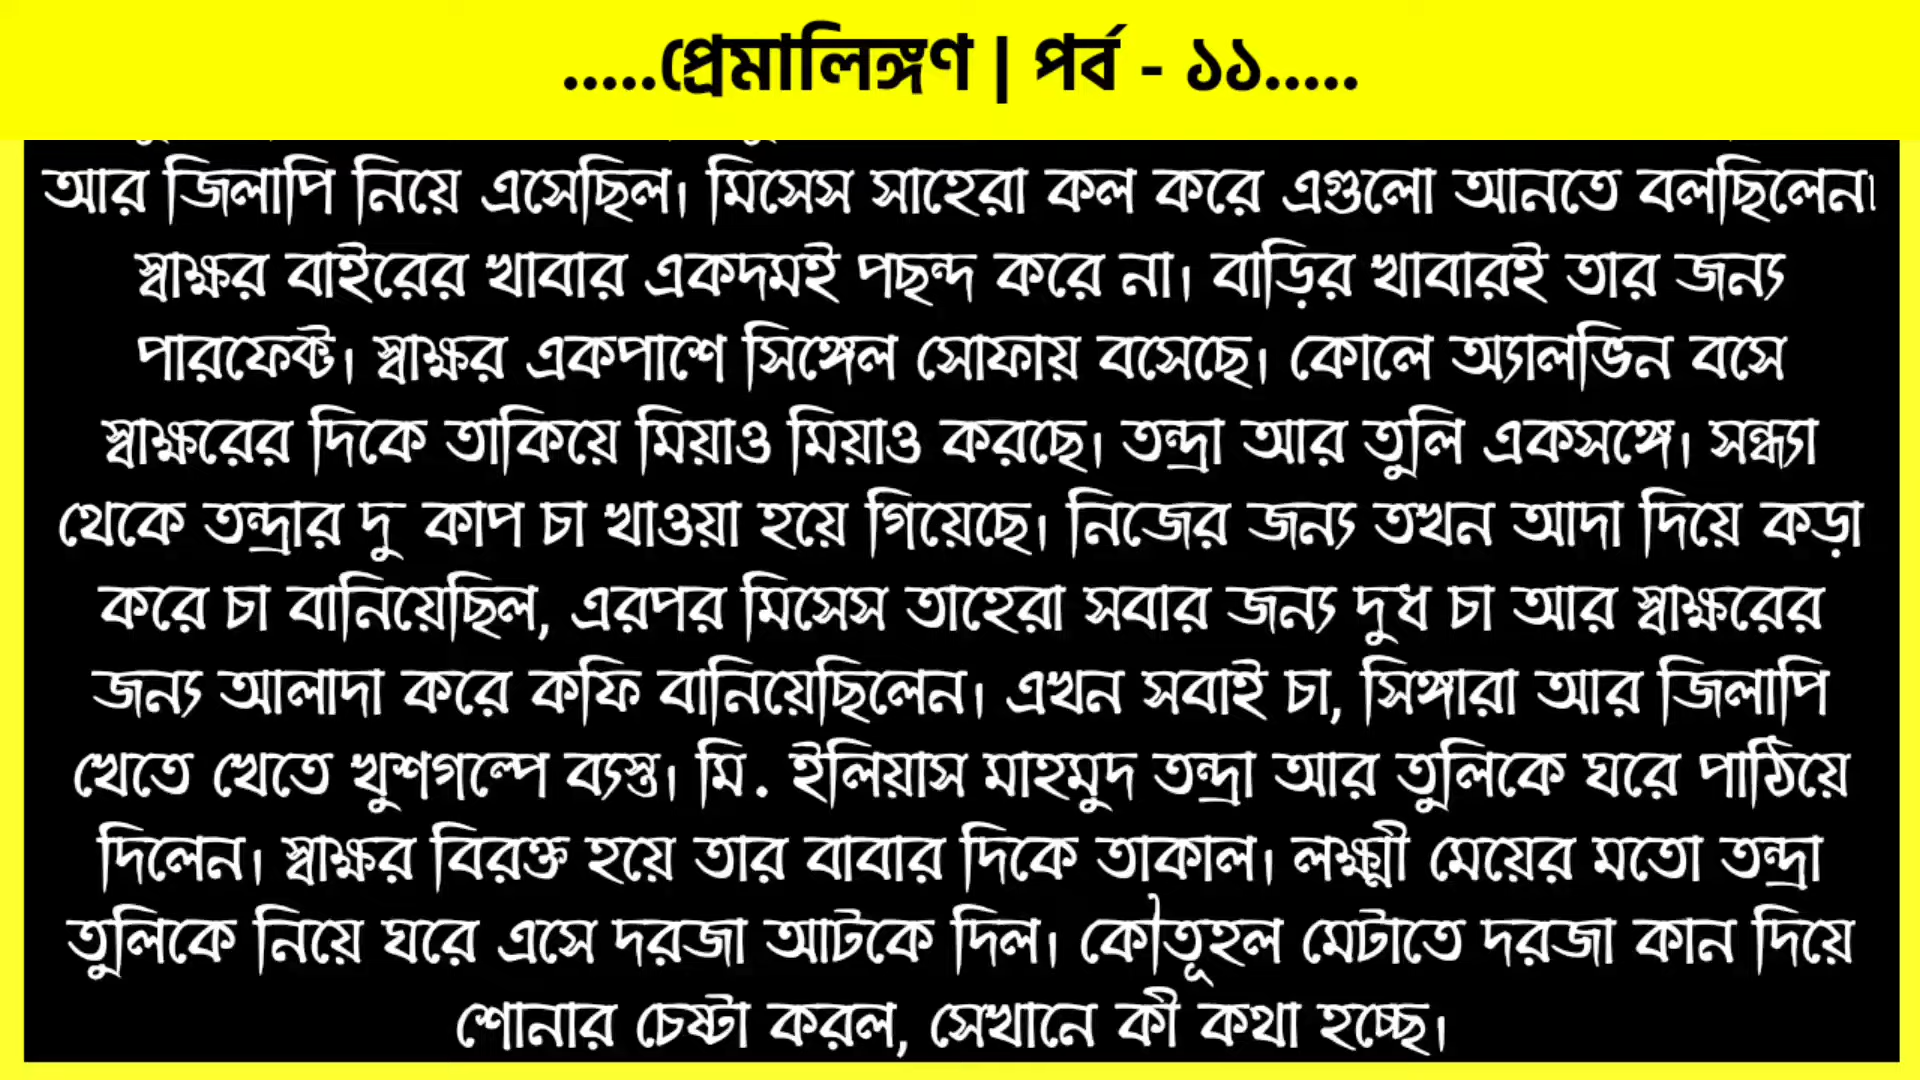 .....প্রেমালিঙ্গণ | পর্ব - ১১.....
আর জিলাপি নিয়ে এসেছিল। মিসেস সাহেরা কল করে এগুলো আনতে বলছিলেন।
স্বাক্ষর বাইরের খাবার একদমই পছন্দ করে না। বাড়ির খাবারই তার জন্য
পারফেক্ট। স্বাক্ষর একপাশে সিঙ্গেল সোফায় বসেছে। কোলে অ্যালভিন বসে
স্বাক্ষরের দিকে তাকিয়ে মিয়াও মিয়াও করছে। তন্দ্রা আর তুলি একসঙ্গে। সন্ধ্যা
থেকে তন্দ্রার দু কাপ চা খাওয়া হয়ে গিয়েছে। নিজের জন্য তখন আদা দিয়ে কড়া
করে চা বানিয়েছিল, এরপর মিসেস তাহেরা সবার জন্য দুধ চা আর স্বাক্ষরের
জন্য আলাদা করে কফি বানিয়েছিলেন। এখন সবাই চা, সিঙ্গারা আর জিলাপি
খেতে খেতে খুশগল্পে ব্যস্ত। মি. ইলিয়াস মাহমুদ তন্দ্রা আর তুলিকে ঘরে পাঠিয়ে
দিলেন। স্বাক্ষর বিরক্ত হয়ে তার বাবার দিকে তাকাল। লক্ষ্মী মেয়ের মতো তন্দ্রা
তুলিকে নিয়ে ঘরে এসে দরজা আটকে দিল। কৌতূহল মেটাতে দরজা কান দিয়ে
শোনার চেষ্টা করল, সেখানে কী কথা হচ্ছে।